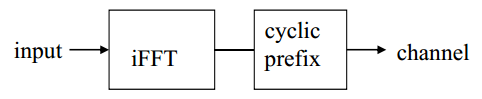 input
iFFT
cyclic
prefix
channel